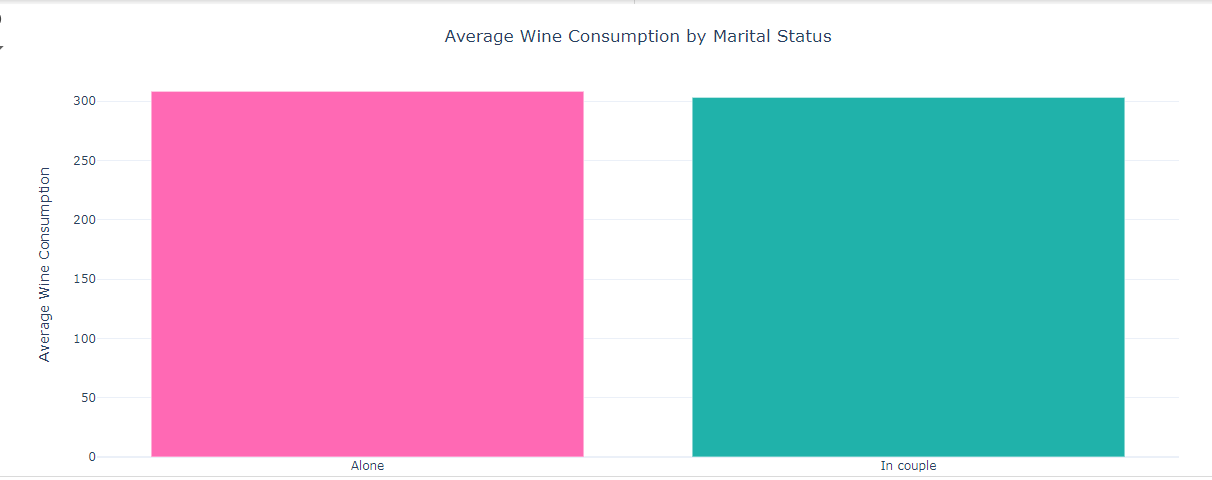 Average Wine Consumption by Marital Status
Average Wine Consumption
300
250
200
150
100
50
0
Alone
In couple